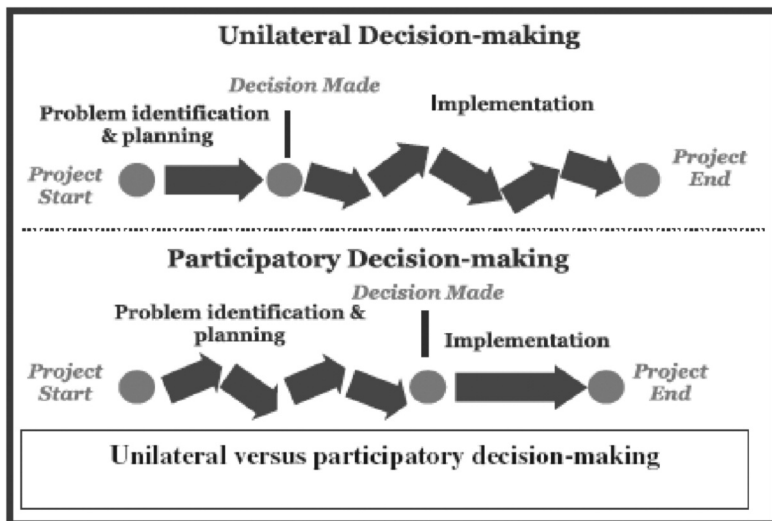 Unilateral Decision-making
Decision Made
Problem identification
& planning
Implementation
Project
Start
Project
End
Participatory Decision-making
Decision Made
Problem identification &
planning
Implementation
Project
Start
Project
End
Unilateral versus participatory decision-making